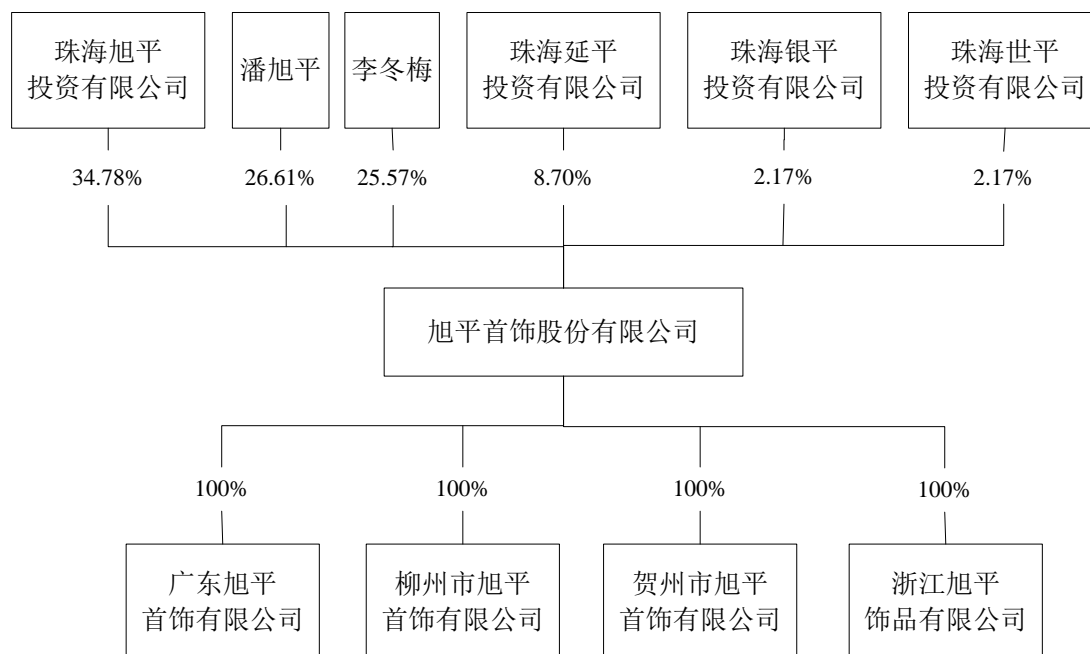 珠海旭平
投资有限公司
潘旭平
李冬梅
珠海延平
投资有限公司
珠海银平
投资有限公司
珠海世平
投资有限公司
34.78%
26.61%
25.57%
8.70%
2.17%
2.17%
旭平首饰股份有限公司
100%
100%
100%
100%
广东旭平
首饰有限公司
柳州市旭平
首饰有限公司
贺州市旭平
首饰有限公司
浙江旭平
饰品有限公司